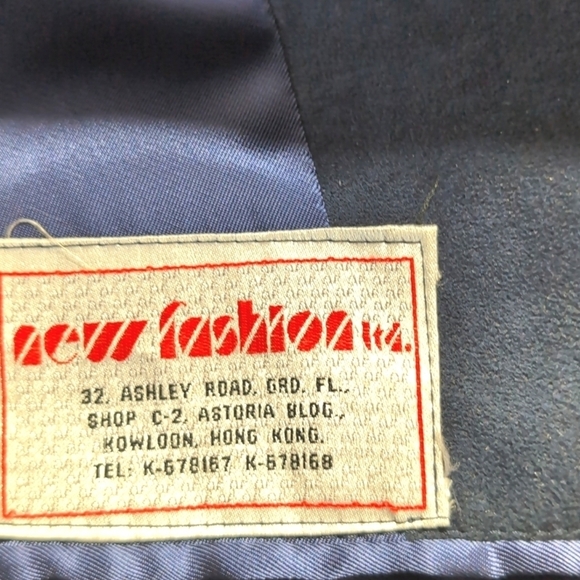 new fashion Ltd.
32, ASHLEY ROAD, GRD. FL.,
SHOP C-2, ASTORIA BLDG.,
KOWLOON, HONG KONG.
TEL: K-678167 K-678168